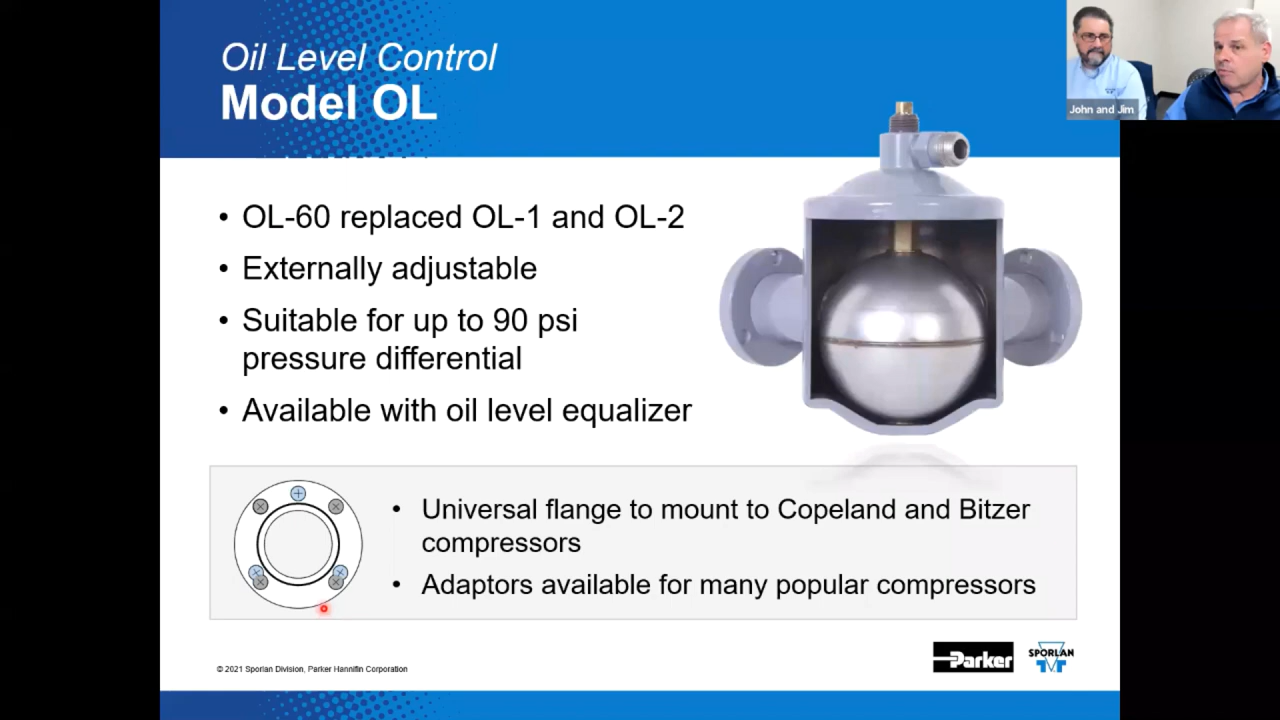 Oil Level Control
Model OL
John and Jim
• OL-60 replaced OL-1 and OL-2
• Externally adjustable
• Suitable for up to 90 psi
pressure differential
• Available with oil level equalizer
• Universal flange to mount to Copeland and Bitzer
compressors
• Adaptors available for many popular compressors
© 2021 Sporlan Division, Parker Hannifin Corporation
Parker
SPORLAN